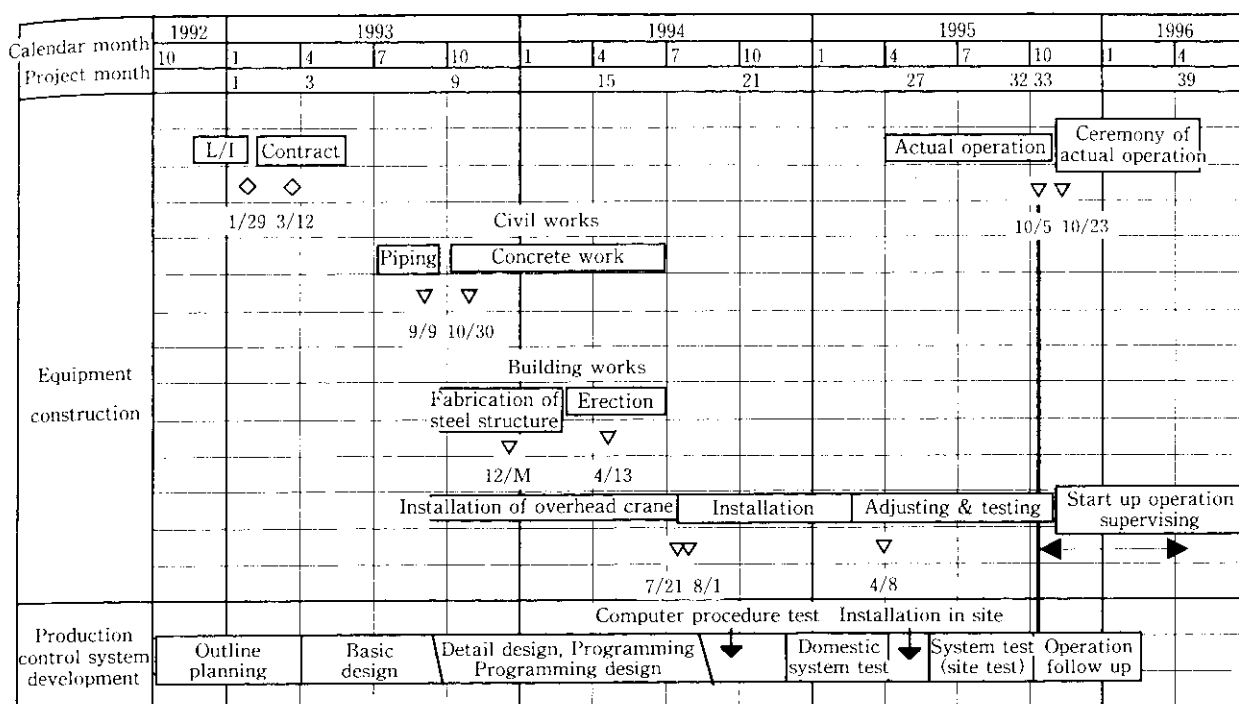 1992 1993 1994 1995 1996
Calendar month
10 1 4 7 10 1 4 7 10 1 4 7 10 1 4
Project month
1 3 9 15 21 27 32 33 39
L/I Contract Actual operation Ceremony of
actual operation
1/29 3/12 Civil works 10/5 10/23
Piping Concrete work
9/9 10/30
Building works
Equipment
construction
Fabrication of
steel structure
Erection
12/M 4/13
Installation of overhead crane Installation Adjusting & testing Start up operation
supervising
7/21 8/1 4/8
Computer procedure test Installation in site
Production
control system
development
Outline
planning
Basic
design
Detail design, Programming
Programming design
Domestic
system test
System test
(site test)
Operation
follow up